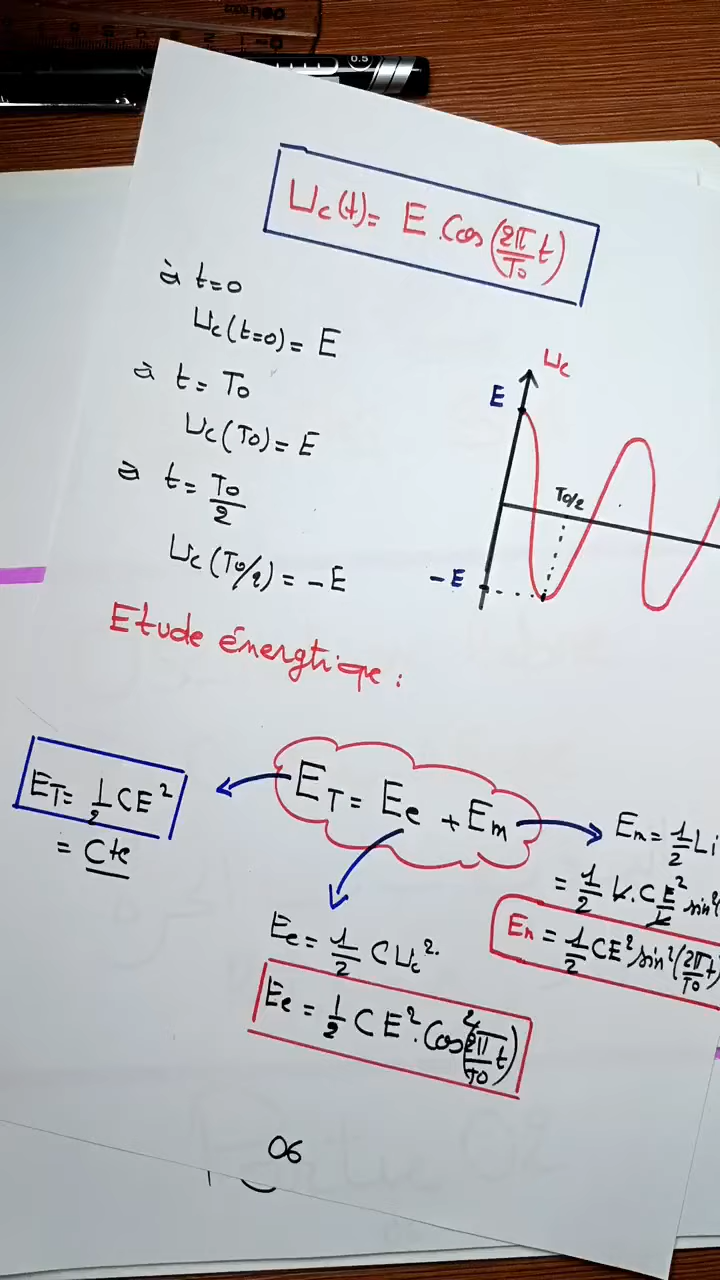 0.5
Uc(t)= E.Cos(2π/T0 t)
à t=0
Uc(t=0)= E
à t= T0
Uc(T0)= E
à t= T0/2
Uc(T0/2)= -E
Uc
E
T0/2
-E
Etude énergtique :
ET= Ee + Em
ET= 1/2 CE²
= Cte
Em= 1/2 Li
= 1/2 L.C E²/L sin²
Em = 1/2 CE² sin²(2π/T0 t)
Ee= 1/2 CUc².
Ee= 1/2 CE².Cos²(2π/T0 t)
06